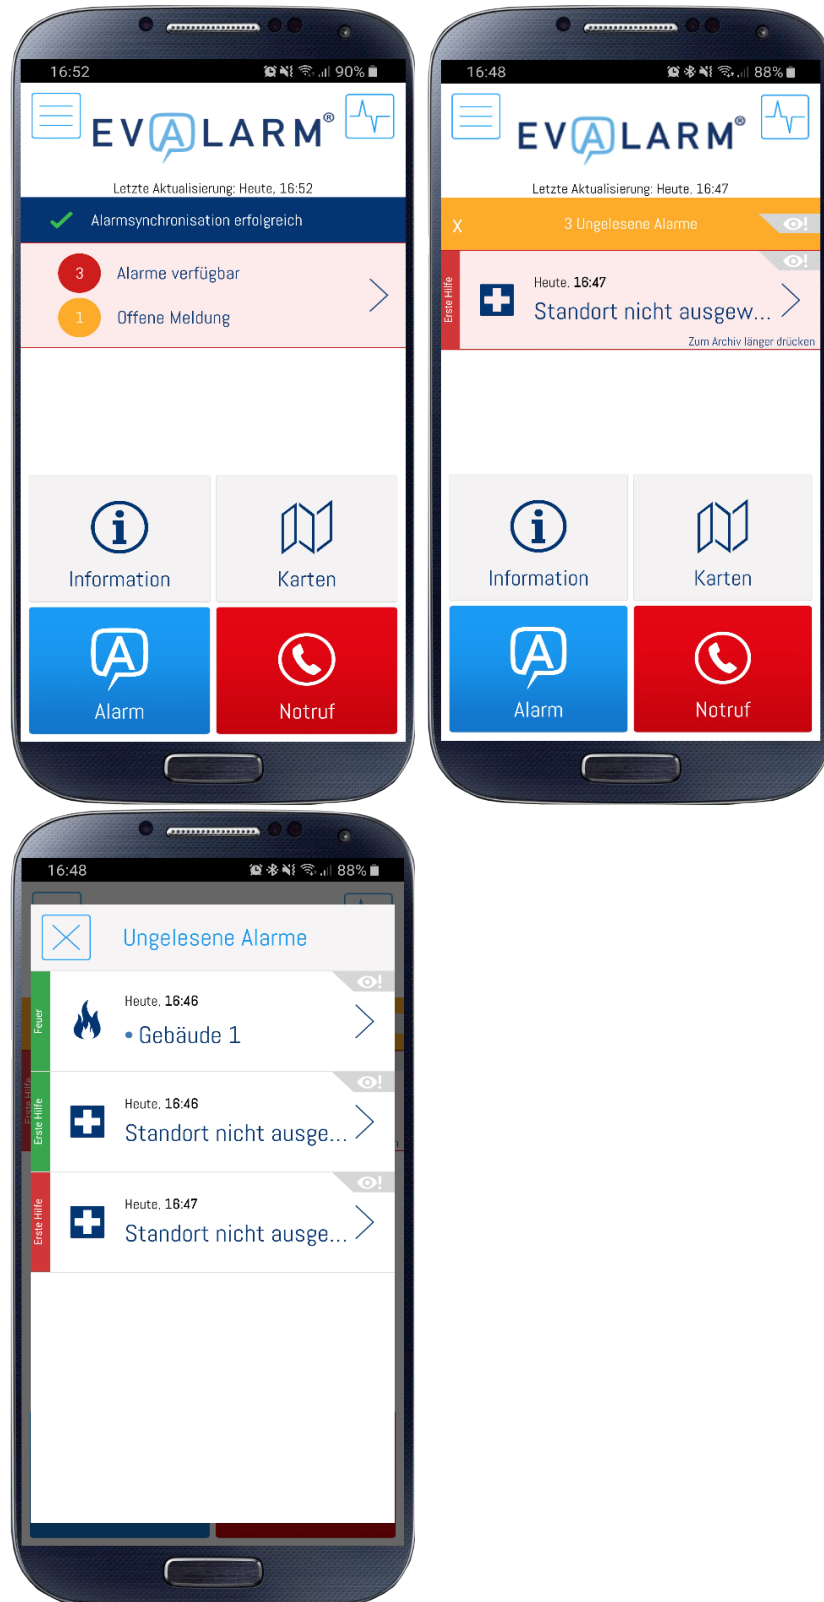 16:52
90%
EVALARM®
Letzte Aktualisierung: Heute, 16:52
Alarmsynchronisation erfolgreich
3 Alarme verfügbar
1 Offene Meldung
Information
Karten
A
Alarm
Notruf
16:48
88%
EVALARM®
Letzte Aktualisierung: Heute, 16:47
X 3 Ungelesene Alarme !
!
Erste Hilfe
Heute, 16:47
Standort nicht ausgew...
Zum Archiv länger drücken
Information
Karten
A
Alarm
Notruf
16:48
88%
Ungelesene Alarme
!
Feuer
Heute, 16:46
• Gebäude 1
!
Erste Hilfe
Heute, 16:46
Standort nicht ausge...
!
Erste Hilfe
Heute, 16:47
Standort nicht ausge...
Erste Hilfe
n